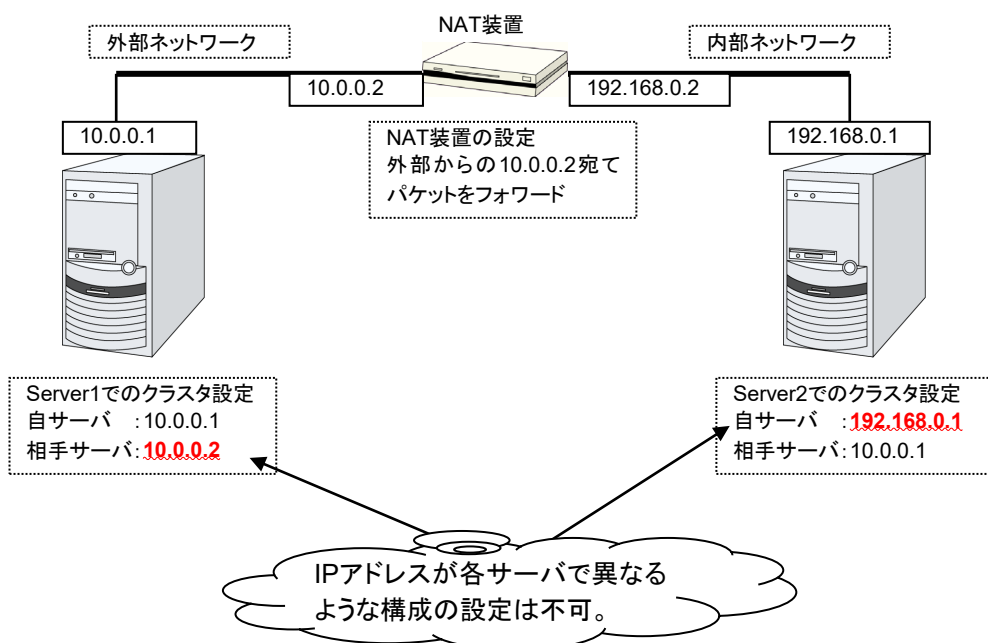 NAT装置
外部ネットワーク
内部ネットワーク
10.0.0.2
192.168.0.2
10.0.0.1
192.168.0.1
NAT装置の設定
外部からの10.0.0.2宛て
パケットをフォワード
Server1でのクラスタ設定
自サーバ :10.0.0.1
相手サーバ:10.0.0.2
Server2でのクラスタ設定
自サーバ :192.168.0.1
相手サーバ:10.0.0.1
IPアドレスが各サーバで異なる
ような構成の設定は不可。